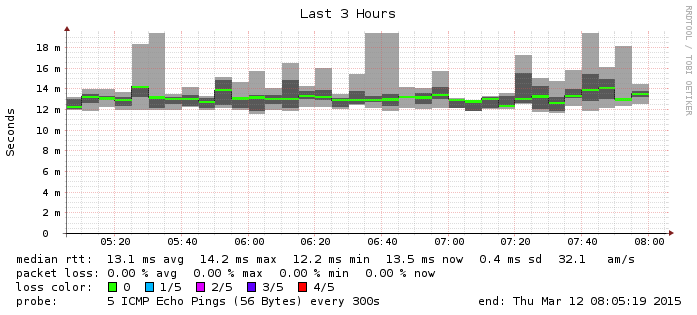 Last 3 Hours
RRDTOOL / TOBI OETIKER
Seconds
18 m
16 m
14 m
12 m
10 m
8 m
6 m
4 m
2 m
0
05:20 05:40 06:00 06:20 06:40 07:00 07:20 07:40 08:00
median rtt: 13.1 ms avg 14.2 ms max 12.2 ms min 13.5 ms now 0.4 ms sd 32.1 am/s
packet loss: 0.00 % avg 0.00 % max 0.00 % min 0.00 % now
loss color: 0 1/5 2/5 3/5 4/5
probe: 5 ICMP Echo Pings (56 Bytes) every 300s end: Thu Mar 12 08:05:19 2015